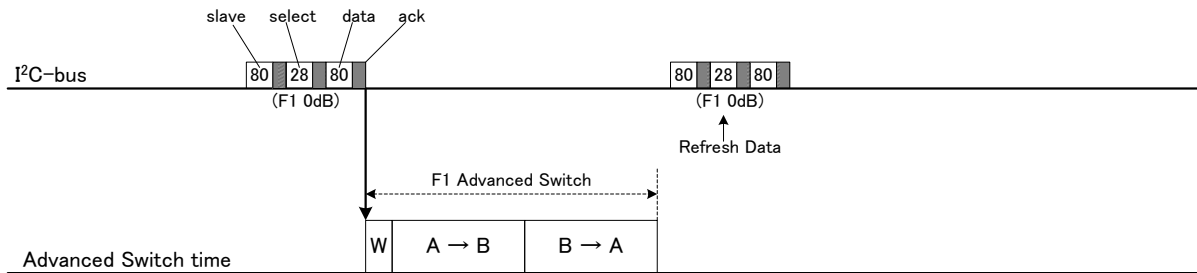 slave select data ack
I²C-bus
80 28 80 80 28 80
(F1 0dB) (F1 0dB)
Refresh Data
F1 Advanced Switch
W A → B B → A
Advanced Switch time